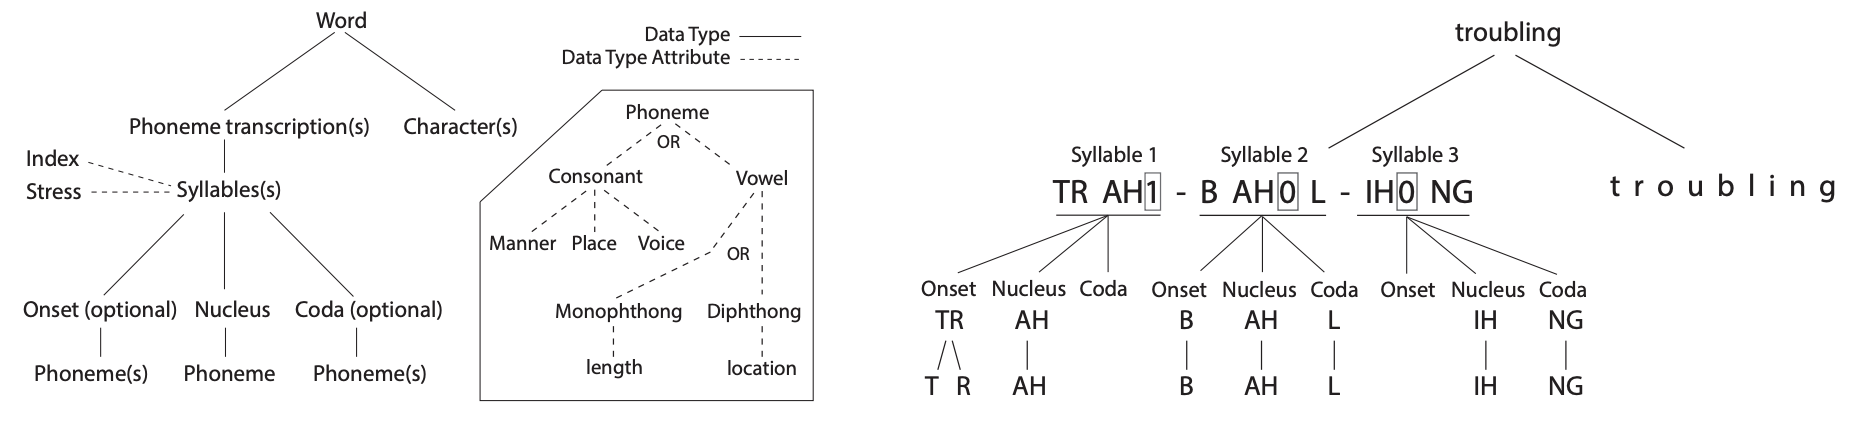 Word
Data Type
Data Type Attribute
Phoneme transcription(s) Character(s)
Index
Stress
Syllables(s)
Onset (optional) Nucleus Coda (optional)
Phoneme(s) Phoneme Phoneme(s)
Phoneme
OR
Consonant Vowel
Manner Place Voice
OR
Monophthong Diphthong
length location
troubling
Syllable 1 Syllable 2 Syllable 3
TR AH1 - B AH0 L - IH0 NG
t r o u b l i n g
Onset Nucleus Coda Onset Nucleus Coda Onset Nucleus Coda
TR AH B AH L IH NG
T R AH B AH L IH NG